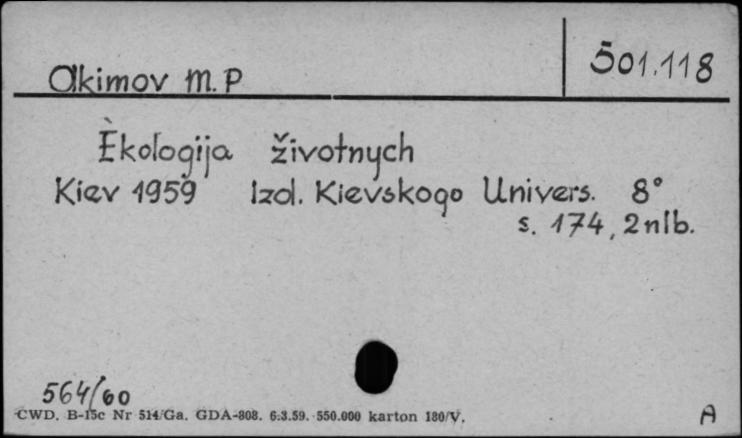 Akimov M.P
501.118
Èkologija životnych
Kiev 1959 Izd. Kievskogo Univers. 8°
s. 174, 2 nlb.
564/60
CWD. B-15c Nr 514/Ga. GDA-808. 6.3.59. 550.000 karton 180/V.
A